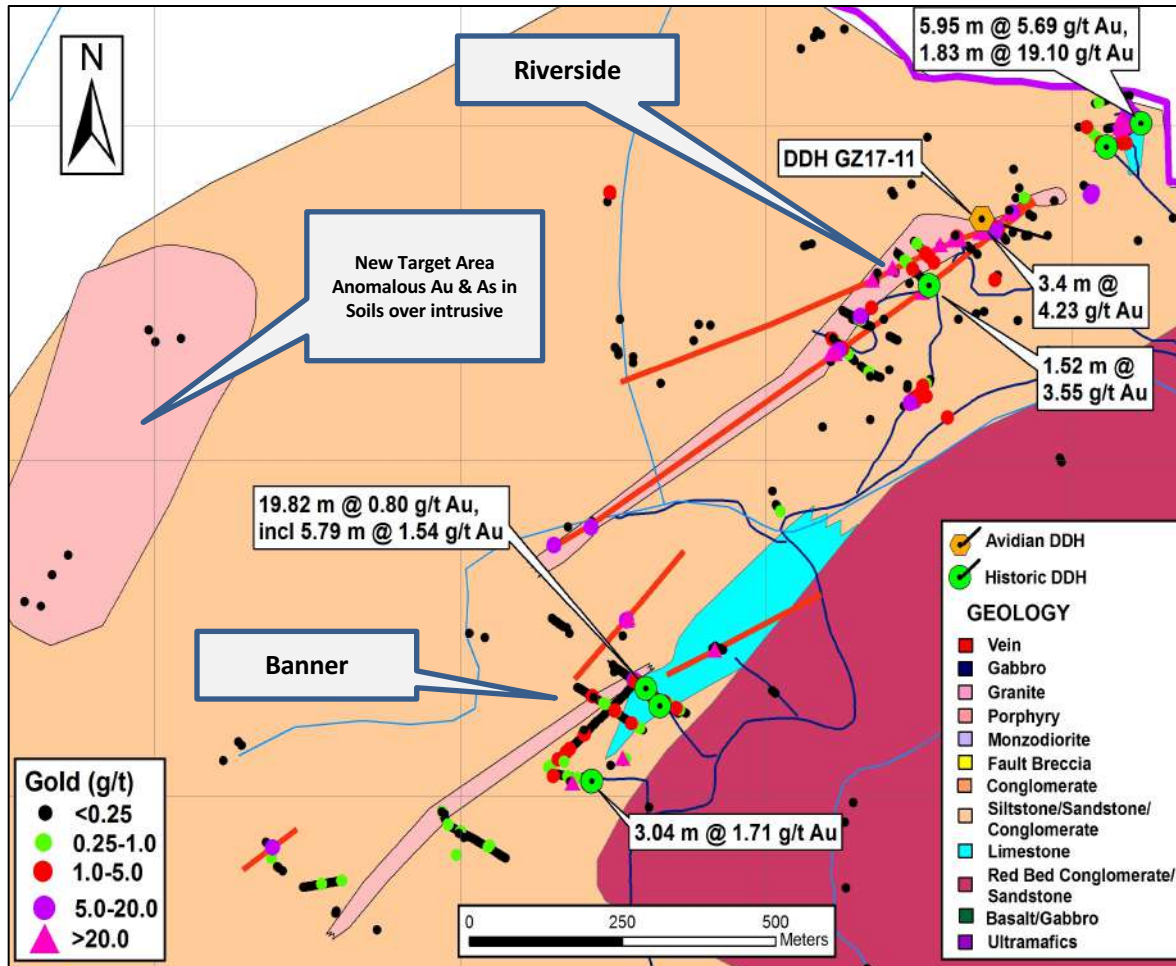 N
Riverside
5.95 m @ 5.69 g/t Au,
1.83 m @ 19.10 g/t Au
DDH GZ17-11
New Target Area
Anomalous Au & As in
Soils over intrusive
3.4 m @
4.23 g/t Au
1.52 m @
3.55 g/t Au
19.82 m @ 0.80 g/t Au,
incl 5.79 m @ 1.54 g/t Au
Banner
3.04 m @ 1.71 g/t Au
Gold (g/t)
<0.25
0.25-1.0
1.0-5.0
5.0-20.0
>20.0
0
250
500
Meters
Avidian DDH
Historic DDH
GEOLOGY
Vein
Gabbro
Granite
Porphyry
Monzodiorite
Fault Breccia
Conglomerate
Siltstone/Sandstone/
Conglomerate
Limestone
Red Bed Conglomerate/
Sandstone
Basalt/Gabbro
Ultramafics